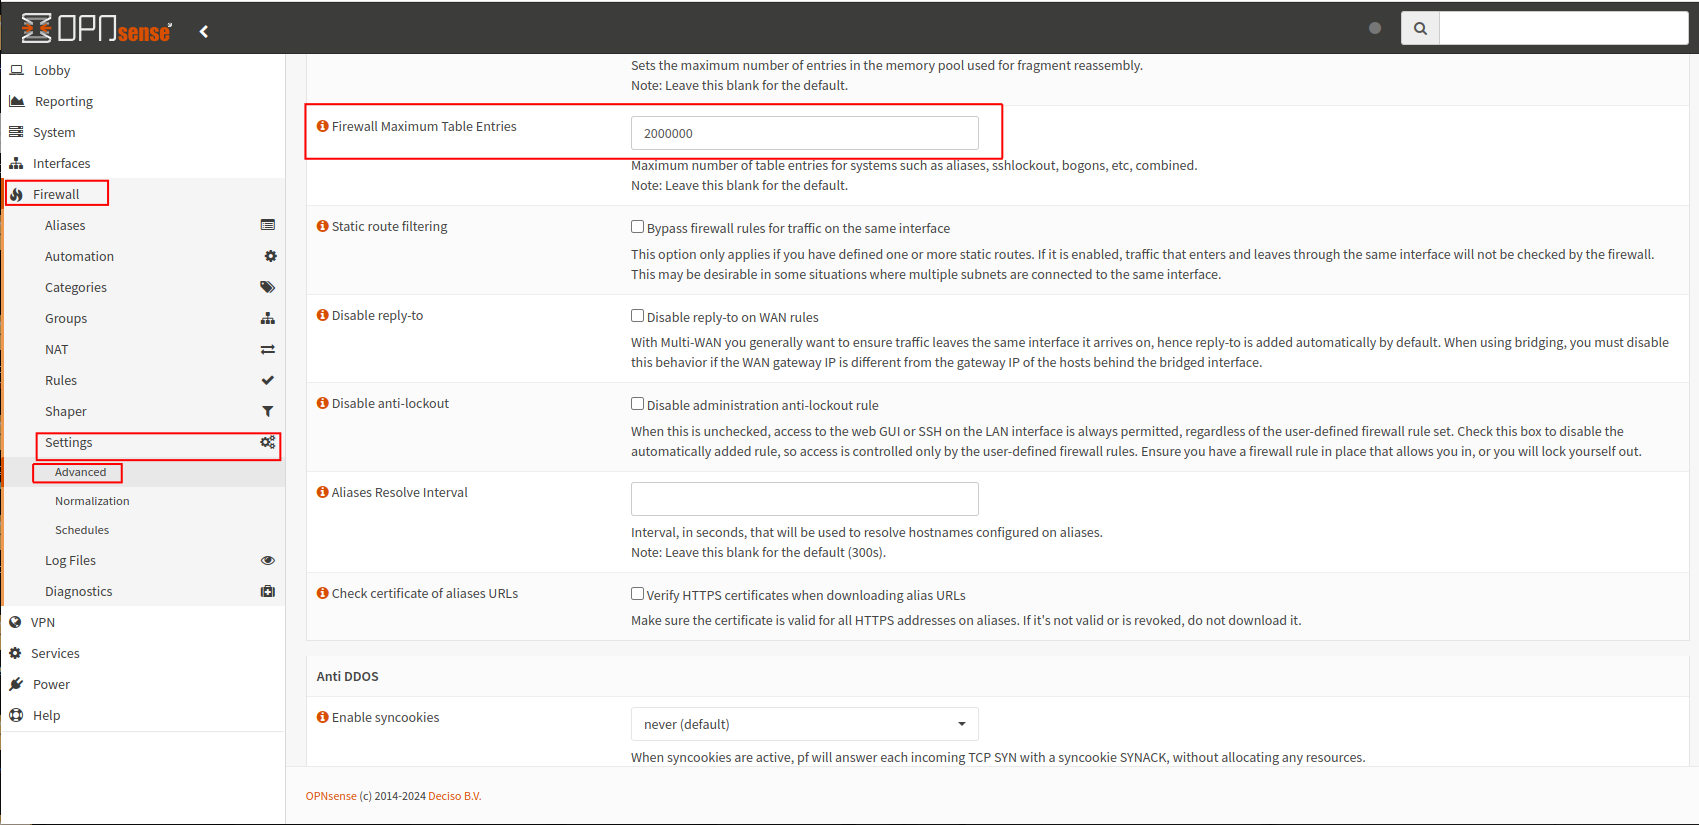 OPNsense
Lobby
Reporting
System
Interfaces
Firewall
Aliases
Automation
Categories
Groups
NAT
Rules
Shaper
Settings
Advanced
Normalization
Schedules
Log Files
Diagnostics
VPN
Services
Power
Help
Sets the maximum number of entries in the memory pool used for fragment reassembly.
Note: Leave this blank for the default.
Firewall Maximum Table Entries
2000000
Maximum number of table entries for systems such as aliases, sshlockout, bogons, etc, combined.
Note: Leave this blank for the default.
Static route filtering
Bypass firewall rules for traffic on the same interface
This option only applies if you have defined one or more static routes. If it is enabled, traffic that enters and leaves through the same interface will not be checked by the firewall.
This may be desirable in some situations where multiple subnets are connected to the same interface.
Disable reply-to
Disable reply-to on WAN rules
With Multi-WAN you generally want to ensure traffic leaves the same interface it arrives on, hence reply-to is added automatically by default. When using bridging, you must disable
this behavior if the WAN gateway IP is different from the gateway IP of the hosts behind the bridged interface.
Disable anti-lockout
Disable administration anti-lockout rule
When this is unchecked, access to the web GUI or SSH on the LAN interface is always permitted, regardless of the user-defined firewall rule set. Check this box to disable the
automatically added rule, so access is controlled only by the user-defined firewall rules. Ensure you have a firewall rule in place that allows you in, or you will lock yourself out.
Aliases Resolve Interval
Interval, in seconds, that will be used to resolve hostnames configured on aliases.
Note: Leave this blank for the default (300s).
Check certificate of aliases URLs
Verify HTTPS certificates when downloading alias URLs
Make sure the certificate is valid for all HTTPS addresses on aliases. If it's not valid or is revoked, do not download it.
Anti DDOS
Enable syncookies
never (default)
When syncookies are active, pf will answer each incoming TCP SYN with a syncookie SYNACK, without allocating any resources.
OPNsense (c) 2014-2024 Deciso B.V.